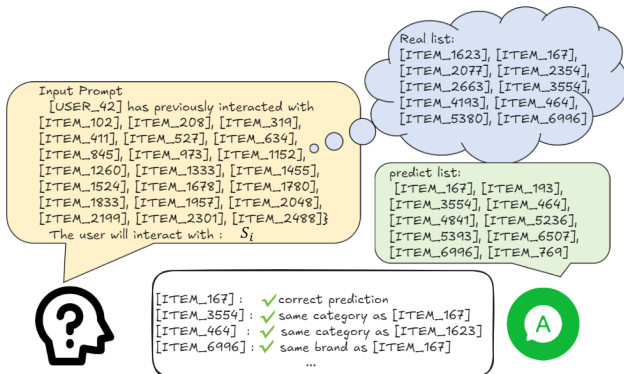 Input Prompt
[USER_42] has previously interacted with
[ITEM_102], [ITEM_208], [ITEM_319],
[ITEM_411], [ITEM_527], [ITEM_634],
[ITEM_845], [ITEM_973], [ITEM_1152],
[ITEM_1260], [ITEM_1333], [ITEM_1455],
[ITEM_1524], [ITEM_1678], [ITEM_1780],
[ITEM_1833], [ITEM_1957], [ITEM_2048],
[ITEM_2199], [ITEM_2301], [ITEM_2488]}
The user will interact with : Si
Real list:
[ITEM_1623], [ITEM_167],
[ITEM_2077], [ITEM_2354],
[ITEM_2663], [ITEM_3554],
[ITEM_4193], [ITEM_464],
[ITEM_5380], [ITEM_6996]
predict list:
[ITEM_167], [ITEM_193],
[ITEM_3554], [ITEM_464],
[ITEM_4841], [ITEM_5236],
[ITEM_5393], [ITEM_6507],
[ITEM_6996], [ITEM_769]
?
[ITEM_167] : ✓ correct prediction
[ITEM_3554] : ✓ same category as [ITEM_167]
[ITEM_464] : ✓ same category as [ITEM_1623]
[ITEM_6996] : ✓ same brand as [ITEM_167]
...
A